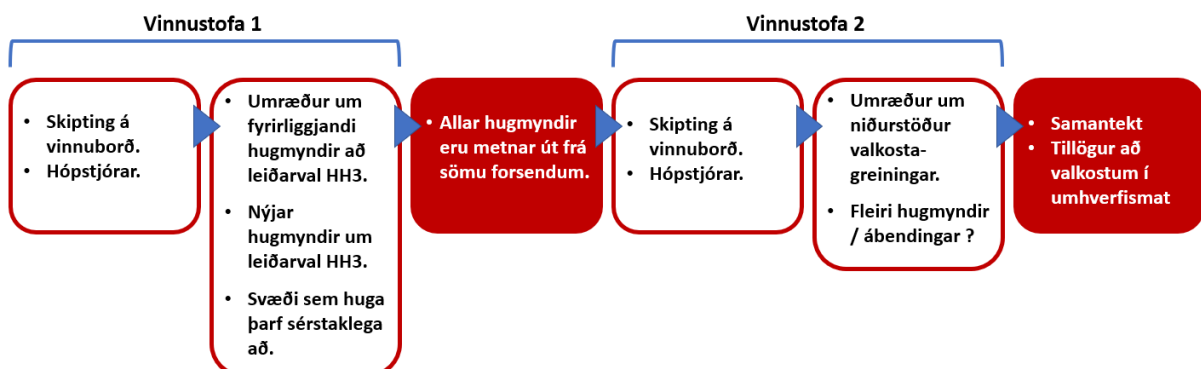 Vinnustofa 1
• Skipting á
vinnuborð.
• Hópstjórar.
• Umræður um
fyrirliggjandi
hugmyndir að
leiðarval HH3.
• Nýjar
hugmyndir um
leiðarval HH3.
• Svæði sem huga
þarf sérstaklega
að.
• Allar hugmyndir
eru metnar út frá
sömu forsendum.
Vinnustofa 2
• Skipting á
vinnuborð.
• Hópstjórar.
• Umræður um
niðurstöður
valkosta-
greiningar.
• Fleiri hugmyndir
/ ábendingar ?
• Samantekt
• Tillögur að
valkostum í
umhverfismat